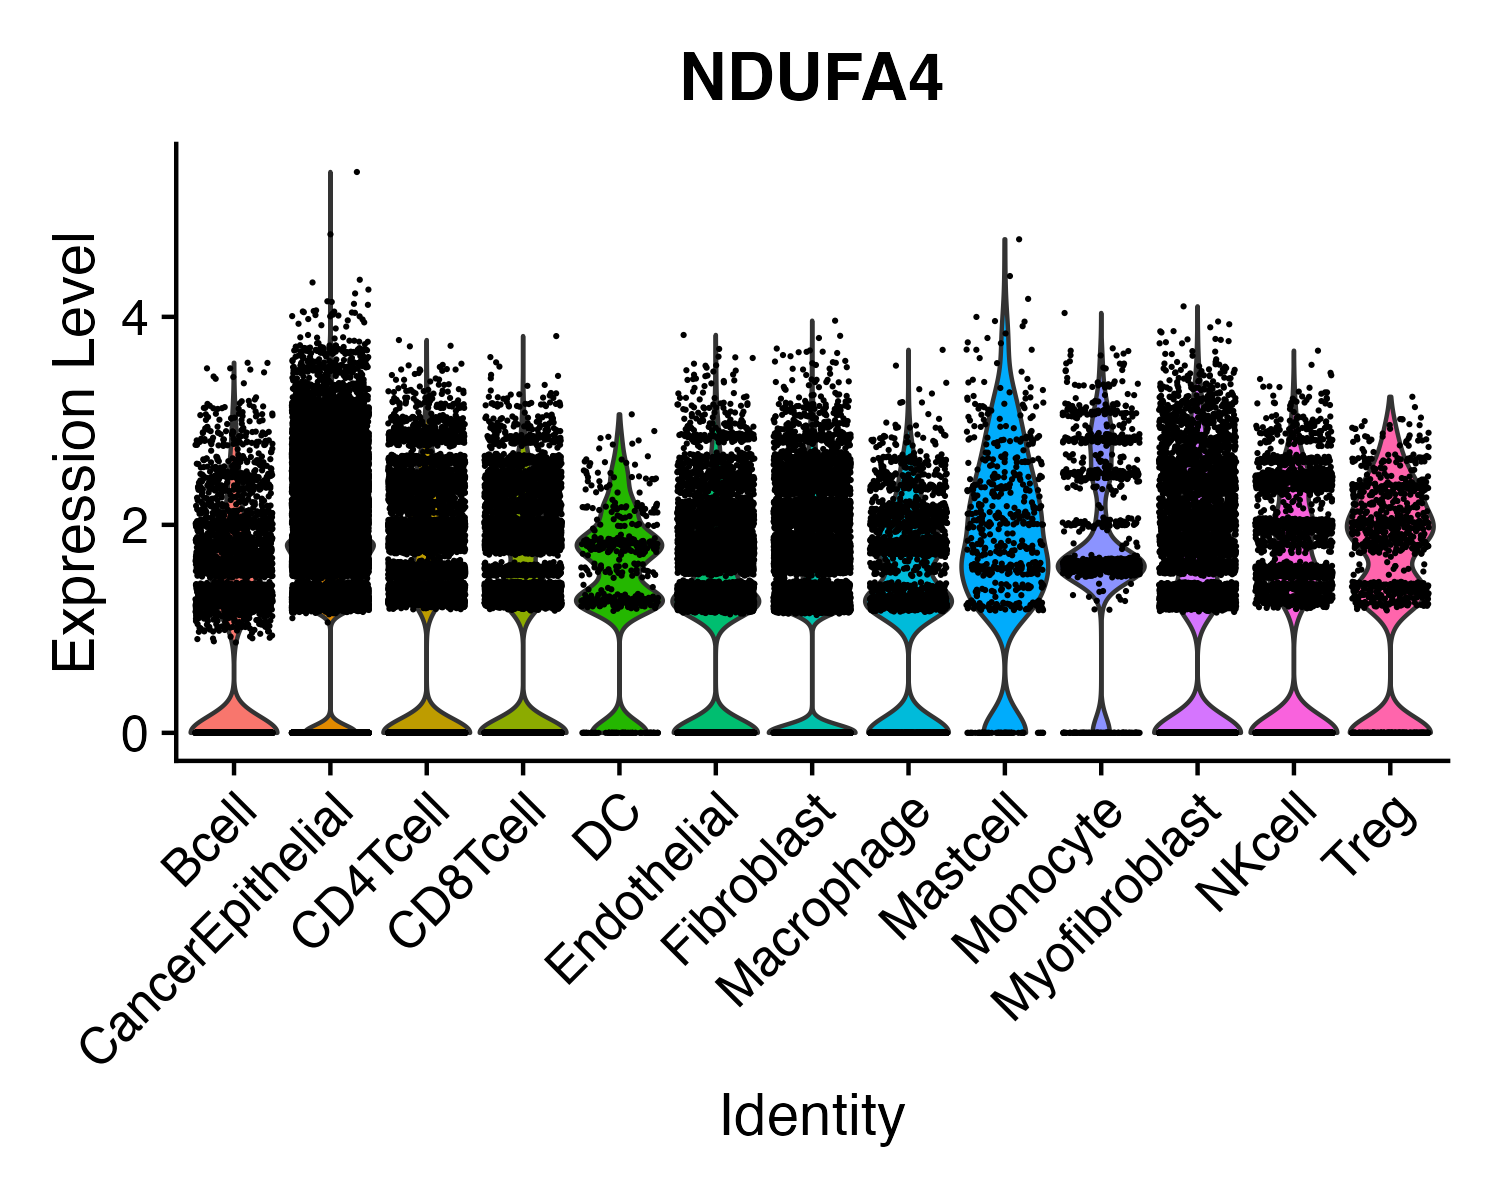 NDUFA4
Expression Level
4
2
0
Bcell
CancerEpithelial
CD4Tcell
CD8Tcell
DC
Endothelial
Fibroblast
Macrophage
Mastcell
Monocyte
Myofibroblast
NKcell
Treg
Identity